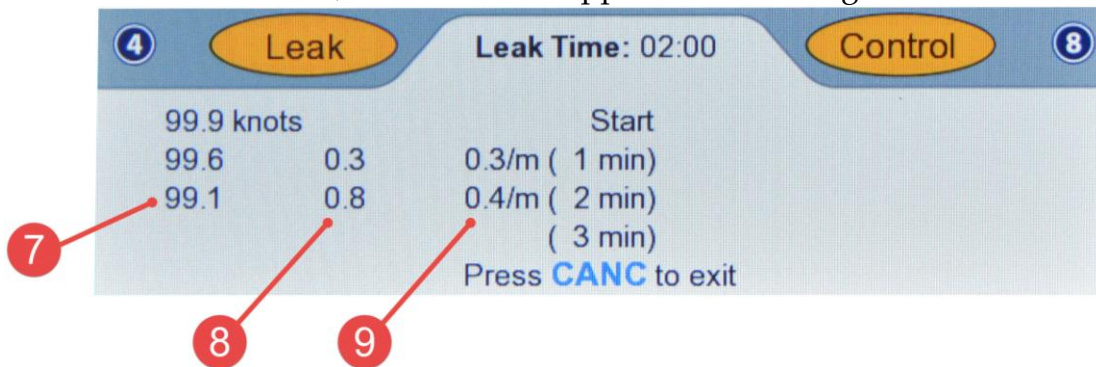 4 Leak Leak Time: 02:00 Control 8
99.9 knots Start
99.6 0.3 0.3/m ( 1 min)
99.1 0.8 0.4/m ( 2 min)
( 3 min)
Press CANC to exit
7
8 9